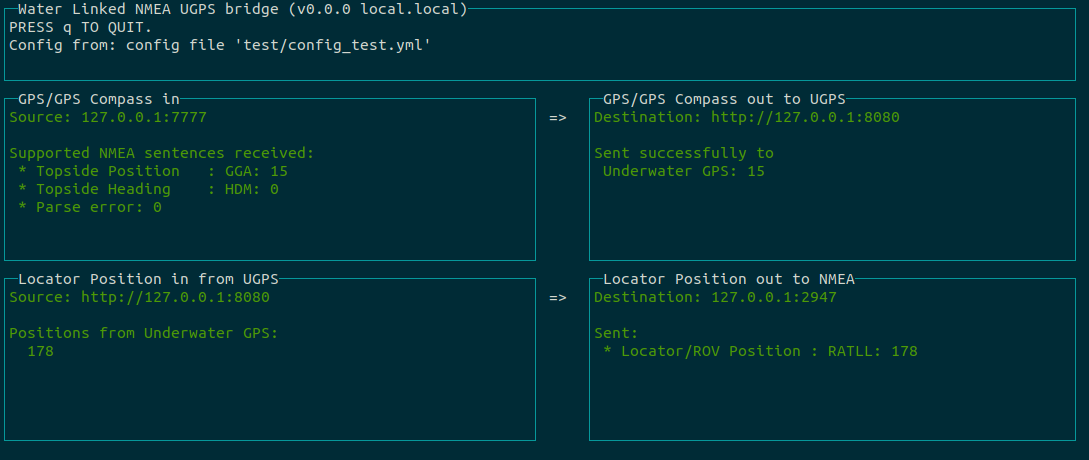 Water Linked NMEA UGPS bridge (v0.0.0 local.local)
PRESS q TO QUIT.
Config from: config file 'test/config_test.yml'
GPS/GPS Compass in
Source: 127.0.0.1:7777
Supported NMEA sentences received:
* Topside Position   : GGA: 15
* Topside Heading    : HDM: 0
* Parse error: 0
=>
GPS/GPS Compass out to UGPS
Destination: http://127.0.0.1:8080
Sent successfully to
Underwater GPS: 15
Locator Position in from UGPS
Source: http://127.0.0.1:8080
Positions from Underwater GPS:
178
=>
Locator Position out to NMEA
Destination: 127.0.0.1:2947
Sent:
* Locator/ROV Position : RATLL: 178